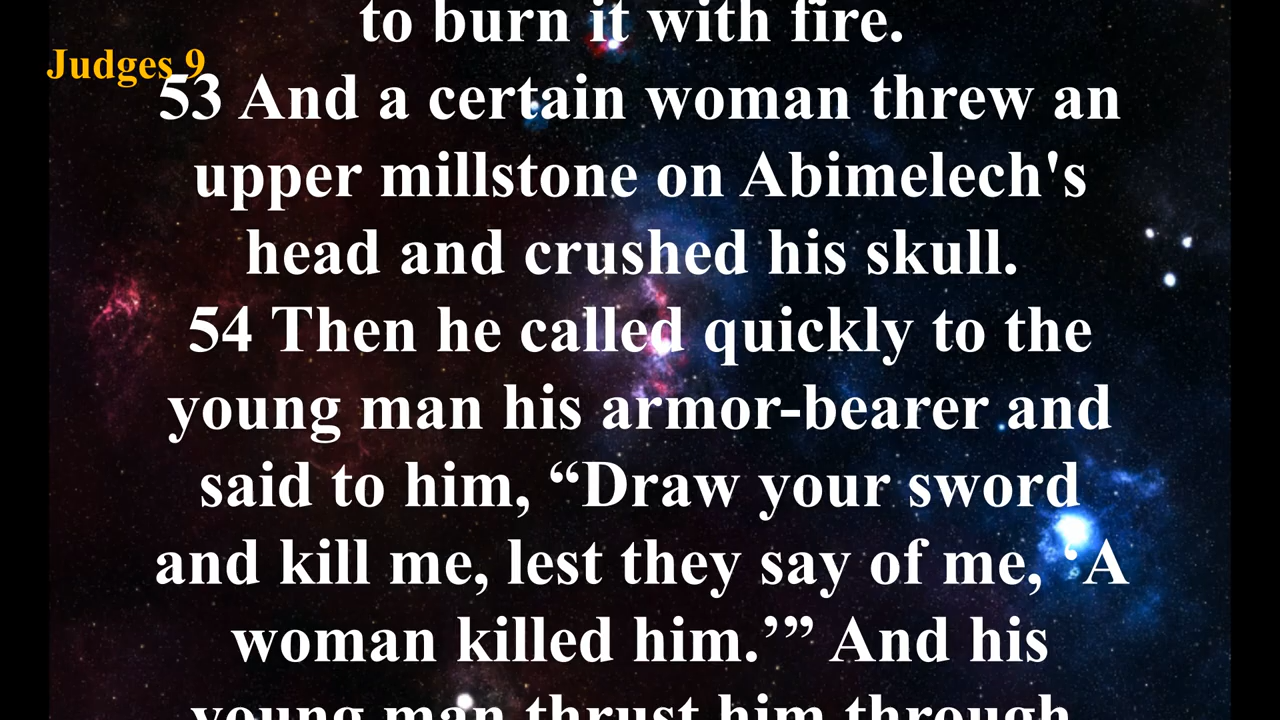 to burn it with fire.
Judges 9
53 And a certain woman threw an
upper millstone on Abimelech's
head and crushed his skull.
54 Then he called quickly to the
young man his armor-bearer and
said to him, “Draw your sword
and kill me, lest they say of me, ‘A
woman killed him.’” And his
young man thrust him through